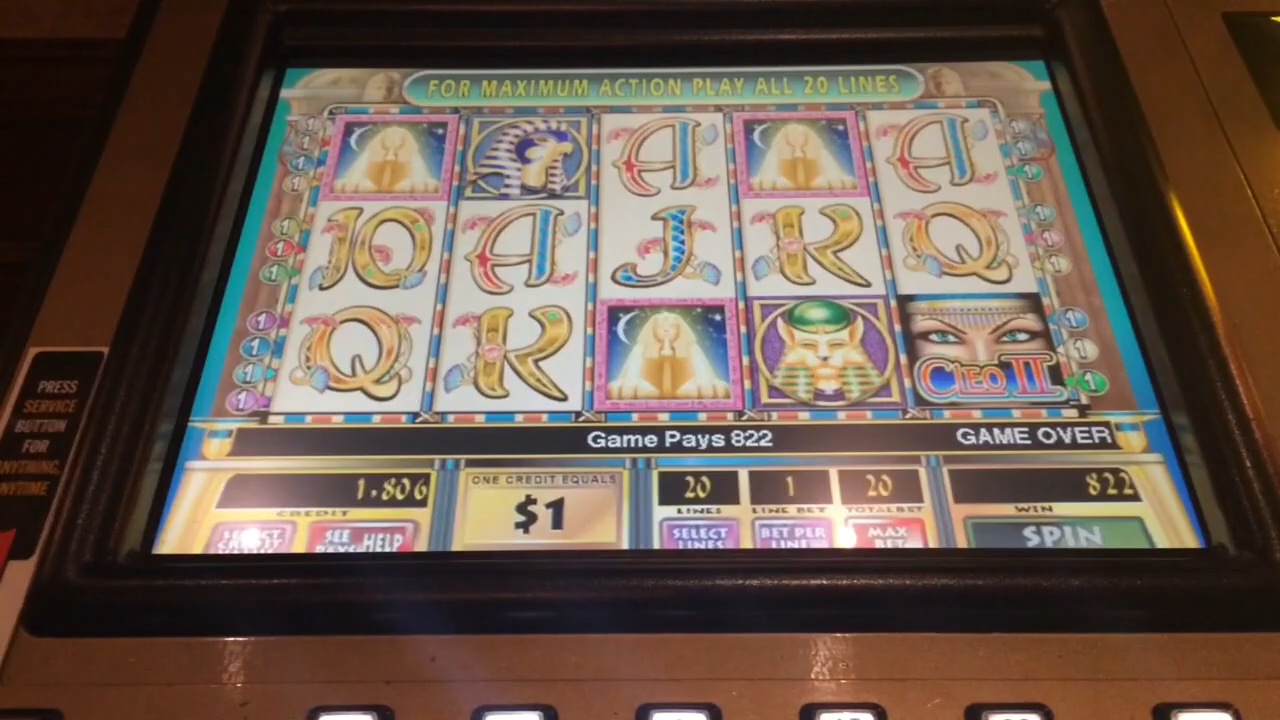 FOR MAXIMUM ACTION PLAY ALL 20 LINES
A A
10 A J K Q
Q K
CLEO II
PRESS
SERVICE
BUTTON
FOR
ANYTHING,
ANYTIME
Game Pays 822
GAME OVER
1,806
CREDIT
ONE CREDIT EQUALS
$1
20
LINES
1
LINE BET
20
TOTAL BET
822
WIN
SELECT
SEE
PAYS HELP
SELECT
LINES
BET PER
LINE
MAX
BET
SPIN